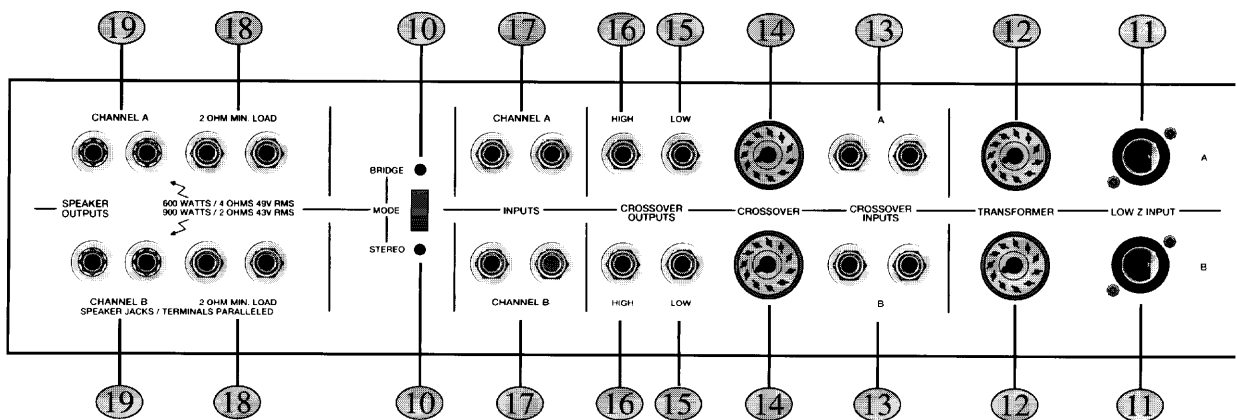 19 18 10 17 16 15 14 13 12 11
CHANNEL A 2 OHM MIN. LOAD CHANNEL A HIGH LOW A
BRIDGE A
SPEAKER OUTPUTS
600 WATTS / 4 OHMS 49V RMS
900 WATTS / 2 OHMS 43V RMS
MODE INPUTS CROSSOVER OUTPUTS CROSSOVER CROSSOVER INPUTS TRANSFORMER LOW Z INPUT
STEREO B
CHANNEL B 2 OHM MIN. LOAD CHANNEL B HIGH LOW B
SPEAKER JACKS / TERMINALS PARALLELED
19 18 10 17 16 15 14 13 12 11